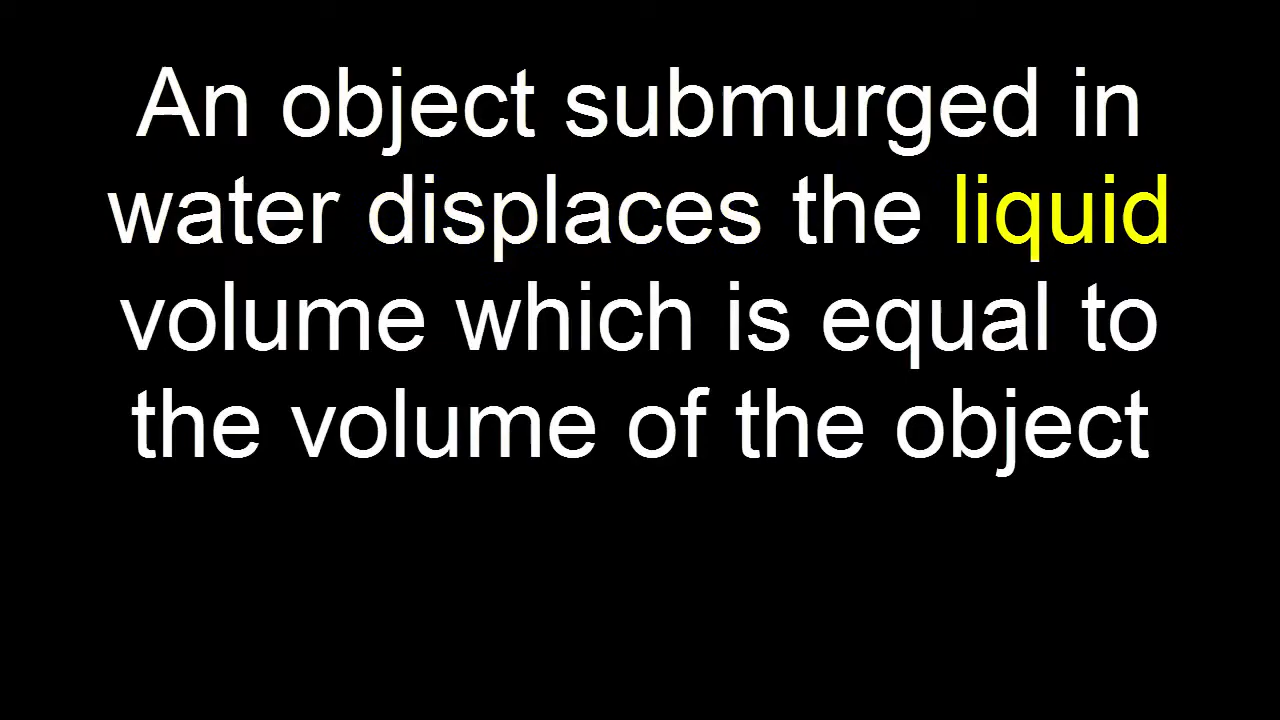 An object submurged in
water displaces the liquid
volume which is equal to
the volume of the object